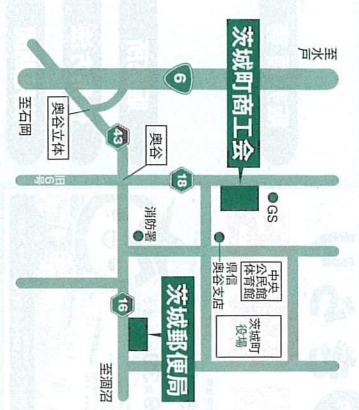 至水戸
6
茨城町商工会
至石岡
奥谷立体
43
奥谷
18
旧6号
GS
消防署
県信
奥谷支店
中央
公民館
体育館
茨城町
役場
16
茨城郵便局
至涸沼